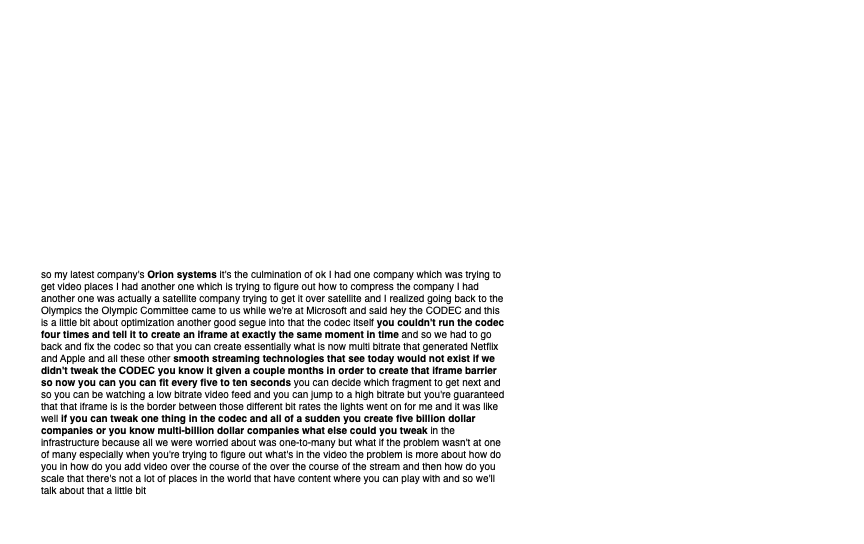 so my latest company's Orion systems it's the culmination of ok I had one company which was trying to
get video places I had another one which is trying to figure out how to compress the company I had
another one was actually a satellite company trying to get it over satellite and I realized going back to the
Olympics the Olympic Committee came to us while we're at Microsoft and said hey the CODEC and this
is a little bit about optimization another good segue into that the codec itself you couldn't run the codec
four times and tell it to create an iframe at exactly the same moment in time and so we had to go
back and fix the codec so that you can create essentially what is now multi bitrate that generated Netflix
and Apple and all these other smooth streaming technologies that see today would not exist if we
didn't tweak the CODEC you know it given a couple months in order to create that iframe barrier
so now you can you can fit every five to ten seconds you can decide which fragment to get next and
so you can be watching a low bitrate video feed and you can jump to a high bitrate but you're guaranteed
that that iframe is is the border between those different bit rates the lights went on for me and it was like
well if you can tweak one thing in the codec and all of a sudden you create five billion dollar
companies or you know multi-billion dollar companies what else could you tweak in the
infrastructure because all we were worried about was one-to-many but what if the problem wasn't at one
of many especially when you're trying to figure out what's in the video the problem is more about how do
you in how do you add video over the course of the over the course of the stream and then how do you
scale that there's not a lot of places in the world that have content where you can play with and so we'll
talk about that a little bit